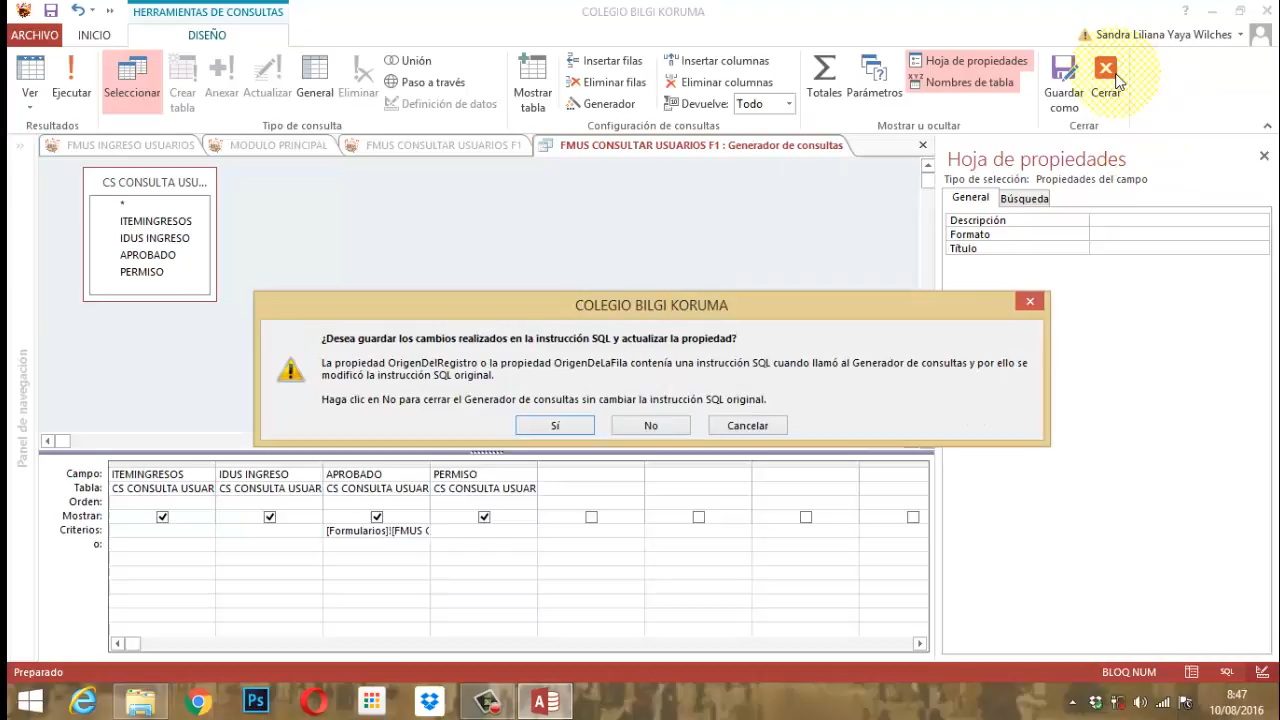 HERRAMIENTAS DE CONSULTAS
COLEGIO BILGI KORUMA
ARCHIVO
INICIO
DISEÑO
Sandra Liliana Yaya Wilches
Ver
Ejecutar
Resultados
Seleccionar
Crear tabla
Anexar
Actualizar
General
Eliminar
Unión
Paso a través
Definición de datos
Tipo de consulta
Mostrar tabla
Insertar filas
Eliminar filas
Generador
Insertar columnas
Eliminar columnas
Devuelve: Todo
Configuración de consultas
Totales
Parámetros
Hoja de propiedades
Nombres de tabla
Mostrar u ocultar
Guardar como
Cerrar
Cerrar
FMUS INGRESO USUARIOS
MODULO PRINCIPAL
FMUS CONSULTAR USUARIOS F1
FMUS CONSULTAR USUARIOS F1 : Generador de consultas
Panel de navegación
CS CONSULTA USU...
*
ITEMINGRESOS
IDUS INGRESO
APROBADO
PERMISO
Hoja de propiedades
Tipo de selección: Propiedades del campo
General
Búsqueda
Descripción
Formato
Título
COLEGIO BILGI KORUMA
¿Desea guardar los cambios realizados en la instrucción SQL y actualizar la propiedad?
La propiedad OrigenDelRegistro o la propiedad OrigenDeLaFila contenía una instrucción SQL cuando llamó al Generador de consultas y por ello se
modificó la instrucción SQL original.
Haga clic en No para cerrar el Generador de consultas sin cambiar la instrucción SQL original.
Sí
No
Cancelar
Campo: ITEMINGRESOS IDUS INGRESO APROBADO PERMISO
Tabla: CS CONSULTA USUAR CS CONSULTA USUAR CS CONSULTA USUAR CS CONSULTA USUAR
Orden:
Mostrar:
Criterios: [Formularios]![FMUS C
o:
Preparado
BLOQ NUM
SQL
8:47
10/08/2016